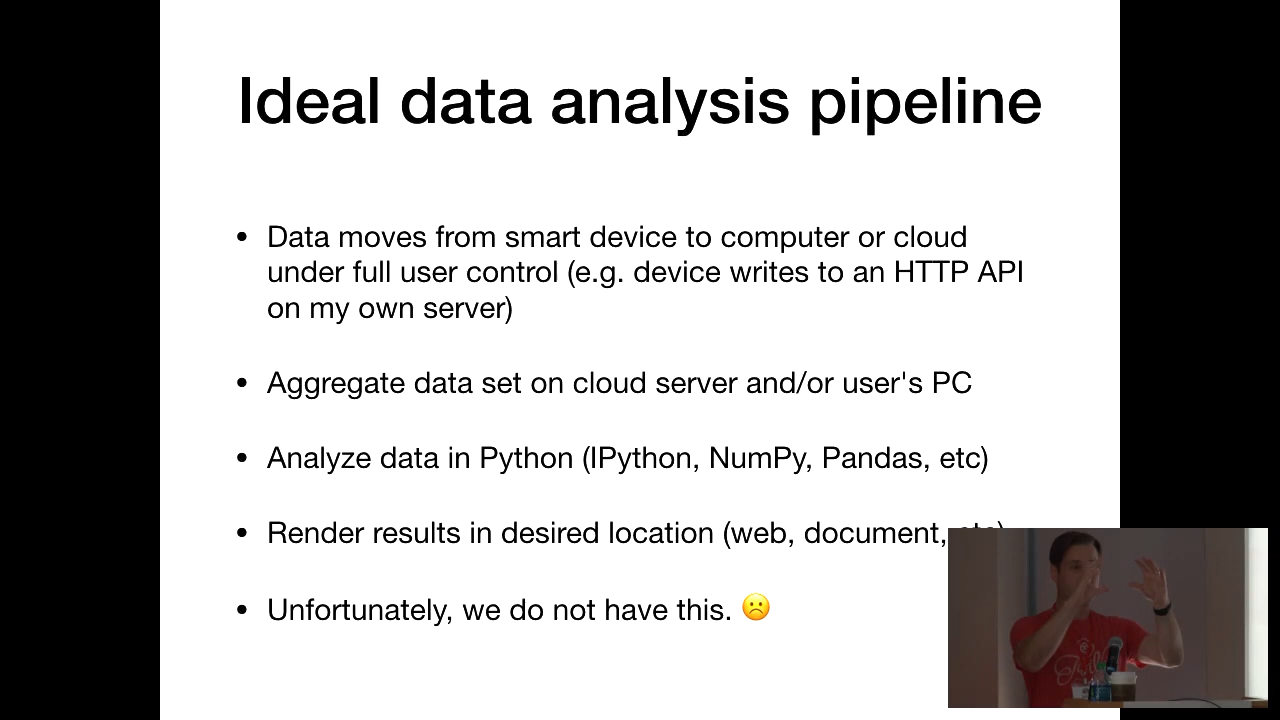 Ideal data analysis pipeline
• Data moves from smart device to computer or cloud
under full user control (e.g. device writes to an HTTP API
on my own server)
• Aggregate data set on cloud server and/or user's PC
• Analyze data in Python (IPython, NumPy, Pandas, etc)
• Render results in desired location (web, document, etc)
• Unfortunately, we do not have this. ☹️